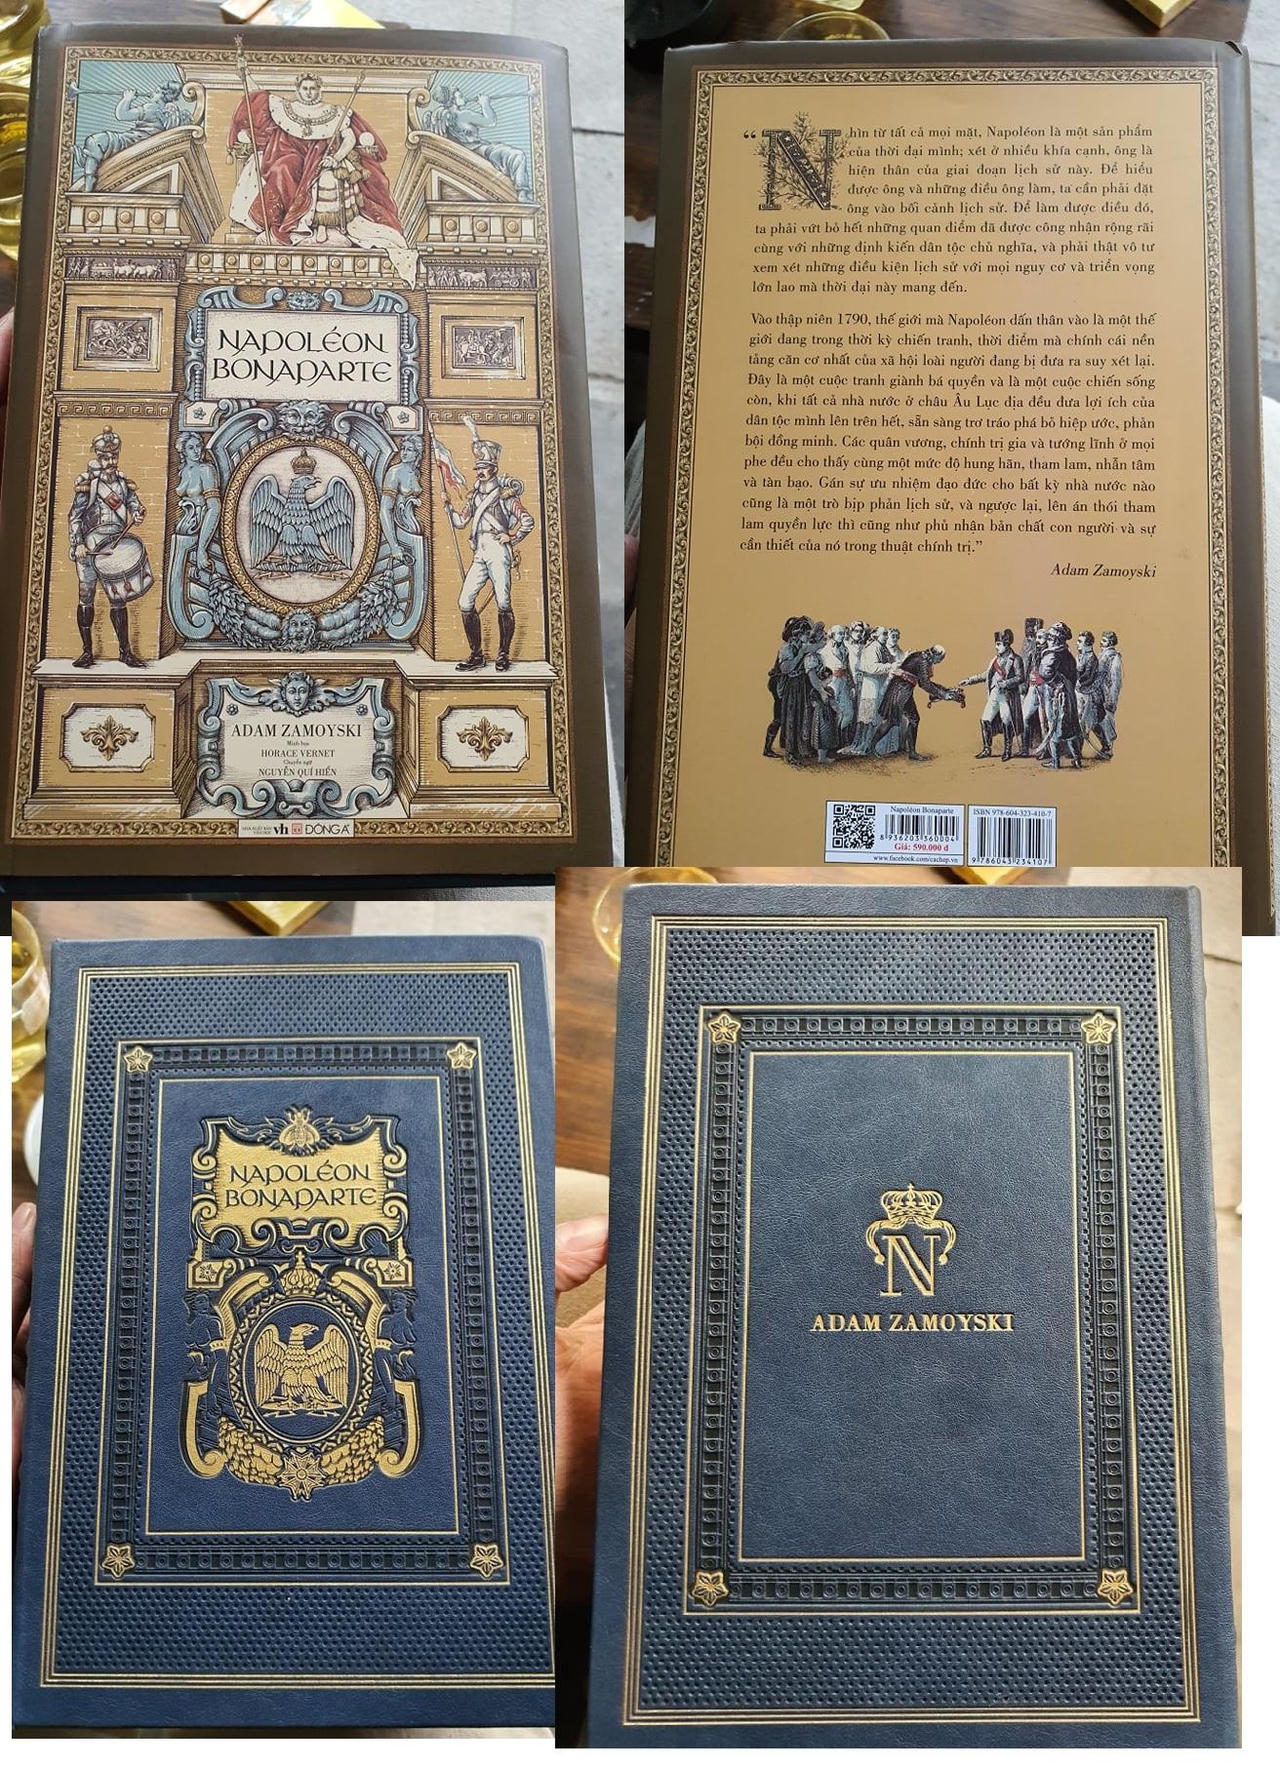 NAPOLÉON
BONAPARTE
ADAM ZAMOYSKI
Minh họa
HORACE VERNET
Chuyển ngữ
NGUYỄN QUÍ HIỂN
NHÀ XUẤT BẢN
VĂN HỌC
vh
ĐÔNG A
“Nhìn từ tất cả mọi mặt, Napoléon là một sản phẩm
của thời đại mình; xét ở nhiều khía cạnh, ông là
hiện thân của giai đoạn lịch sử này. Để hiểu
được ông và những điều ông làm, ta cần phải đặt
ông vào bối cảnh lịch sử. Để làm được điều đó,
ta phải vứt bỏ hết những quan điểm đã được công nhận rộng rãi
cùng với những định kiến dân tộc chủ nghĩa, và phải thật vô tư
xem xét những điều kiện lịch sử với mọi nguy cơ và triển vọng
lớn lao mà thời đại này mang đến.
Vào thập niên 1790, thế giới mà Napoléon dấn thân vào là một thế
giới đang trong thời kỳ chiến tranh, thời điểm mà chính cái nền
tảng căn cơ nhất của xã hội loài người đang bị đưa ra suy xét lại.
Đây là một cuộc tranh giành bá quyền và là một cuộc chiến sống
còn, khi tất cả nhà nước ở châu Âu Lục địa đều đưa lợi ích của
dân tộc mình lên trên hết, sẵn sàng trơ tráo phá bỏ hiệp ước, phản
bội đồng minh. Các quân vương, chính trị gia và tướng lĩnh ở mọi
phe đều cho thấy cùng một mức độ hung hãn, tham lam, nhẫn tâm
và tàn bạo. Gán sự ưu nhiệm đạo đức cho bất kỳ nhà nước nào
cũng là một trò bịp phản lịch sử, và ngược lại, lên án thói tham
lam quyền lực thì cũng như phủ nhận bản chất con người và sự
cần thiết của nó trong thuật chính trị.”
Adam Zamoyski
Napoléon Bonaparte
8 936203 360004
Giá: 590.000 đ
www.facebook.com/cachep.vn
ISBN 978-604-323-410-7
9 786043 234107
NAPOLÉON
BONAPARTE
N
ADAM ZAMOYSKI